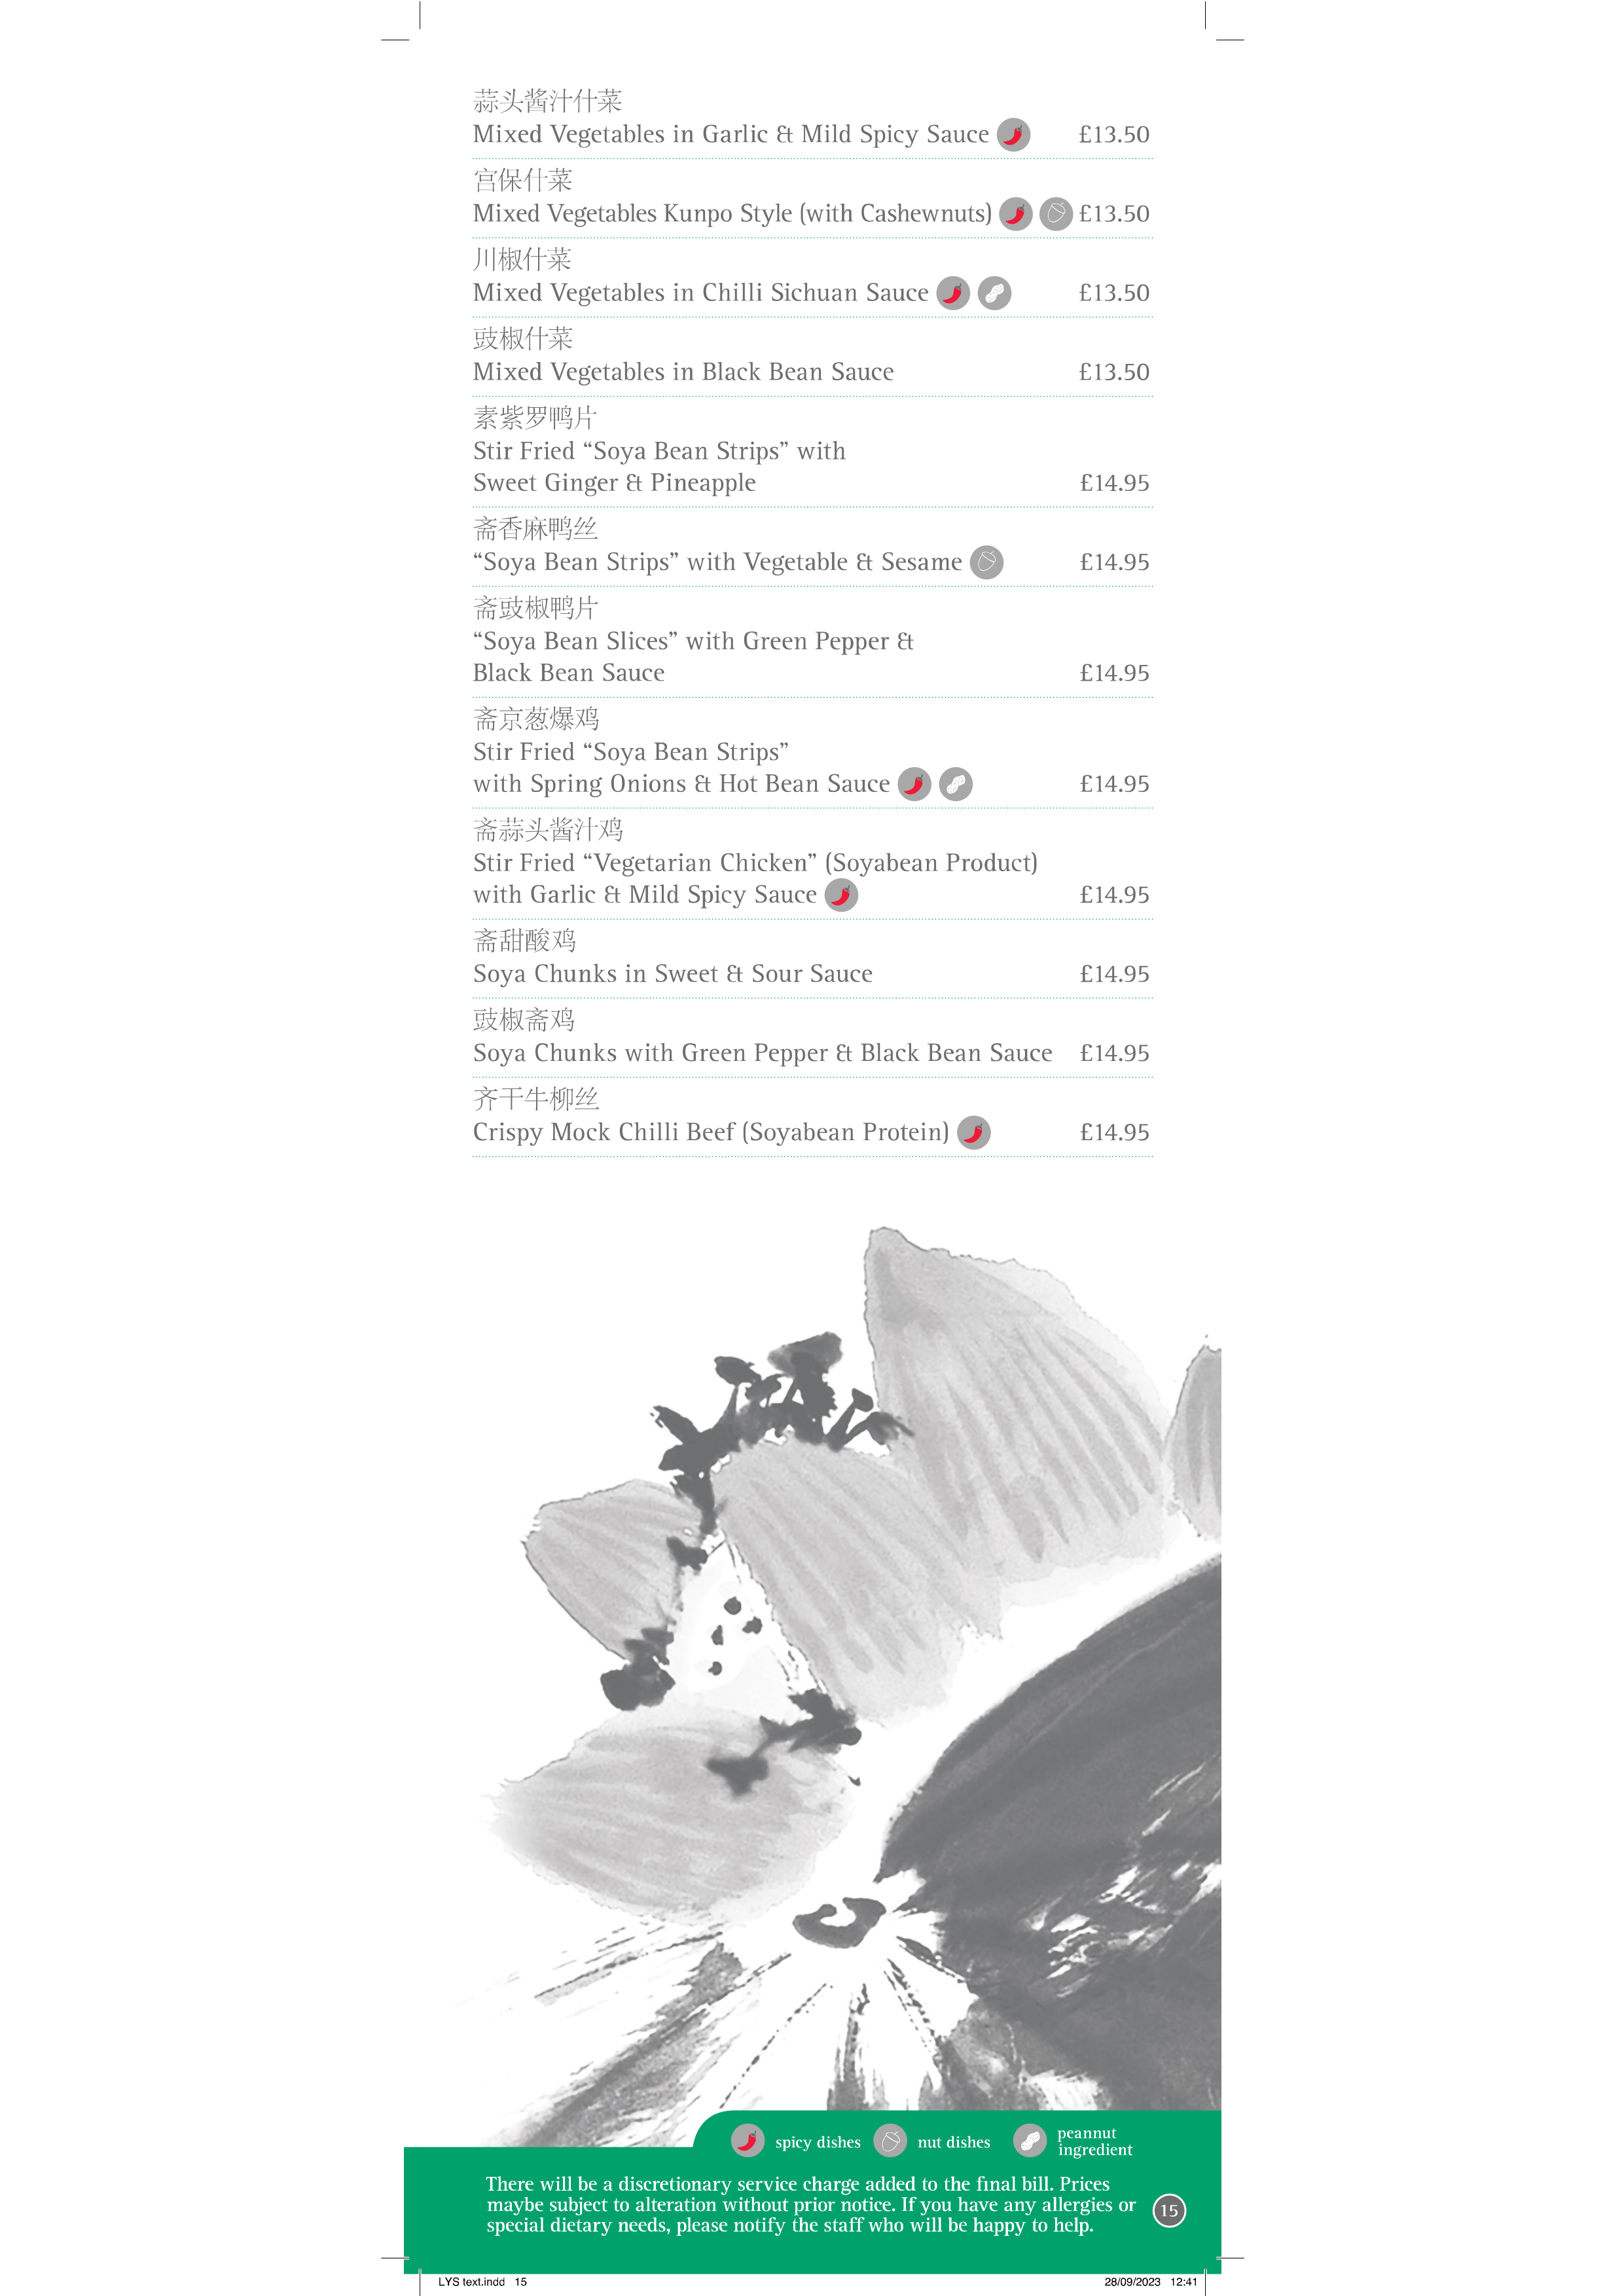 蒜头酱汁什菜
Mixed Vegetables in Garlic & Mild Spicy Sauce £13.50
宫保什菜
Mixed Vegetables Kunpo Style (with Cashewnuts) £13.50
川椒什菜
Mixed Vegetables in Chilli Sichuan Sauce £13.50
豉椒什菜
Mixed Vegetables in Black Bean Sauce £13.50
素紫罗鸭片
Stir Fried “Soya Bean Strips” with
Sweet Ginger & Pineapple £14.95
斋香麻鸭丝
“Soya Bean Strips” with Vegetable & Sesame £14.95
斋豉椒鸭片
“Soya Bean Slices” with Green Pepper &
Black Bean Sauce £14.95
斋京葱爆鸡
Stir Fried “Soya Bean Strips”
with Spring Onions & Hot Bean Sauce £14.95
斋蒜头酱汁鸡
Stir Fried “Vegetarian Chicken” (Soyabean Product)
with Garlic & Mild Spicy Sauce £14.95
斋甜酸鸡
Soya Chunks in Sweet & Sour Sauce £14.95
豉椒斋鸡
Soya Chunks with Green Pepper & Black Bean Sauce £14.95
齐干牛柳丝
Crispy Mock Chilli Beef (Soyabean Protein) £14.95
spicy dishes nut dishes peannut
ingredient
There will be a discretionary service charge added to the final bill. Prices
maybe subject to alteration without prior notice. If you have any allergies or
special dietary needs, please notify the staff who will be happy to help.
15
LYS text.indd 15 28/09/2023 12:41